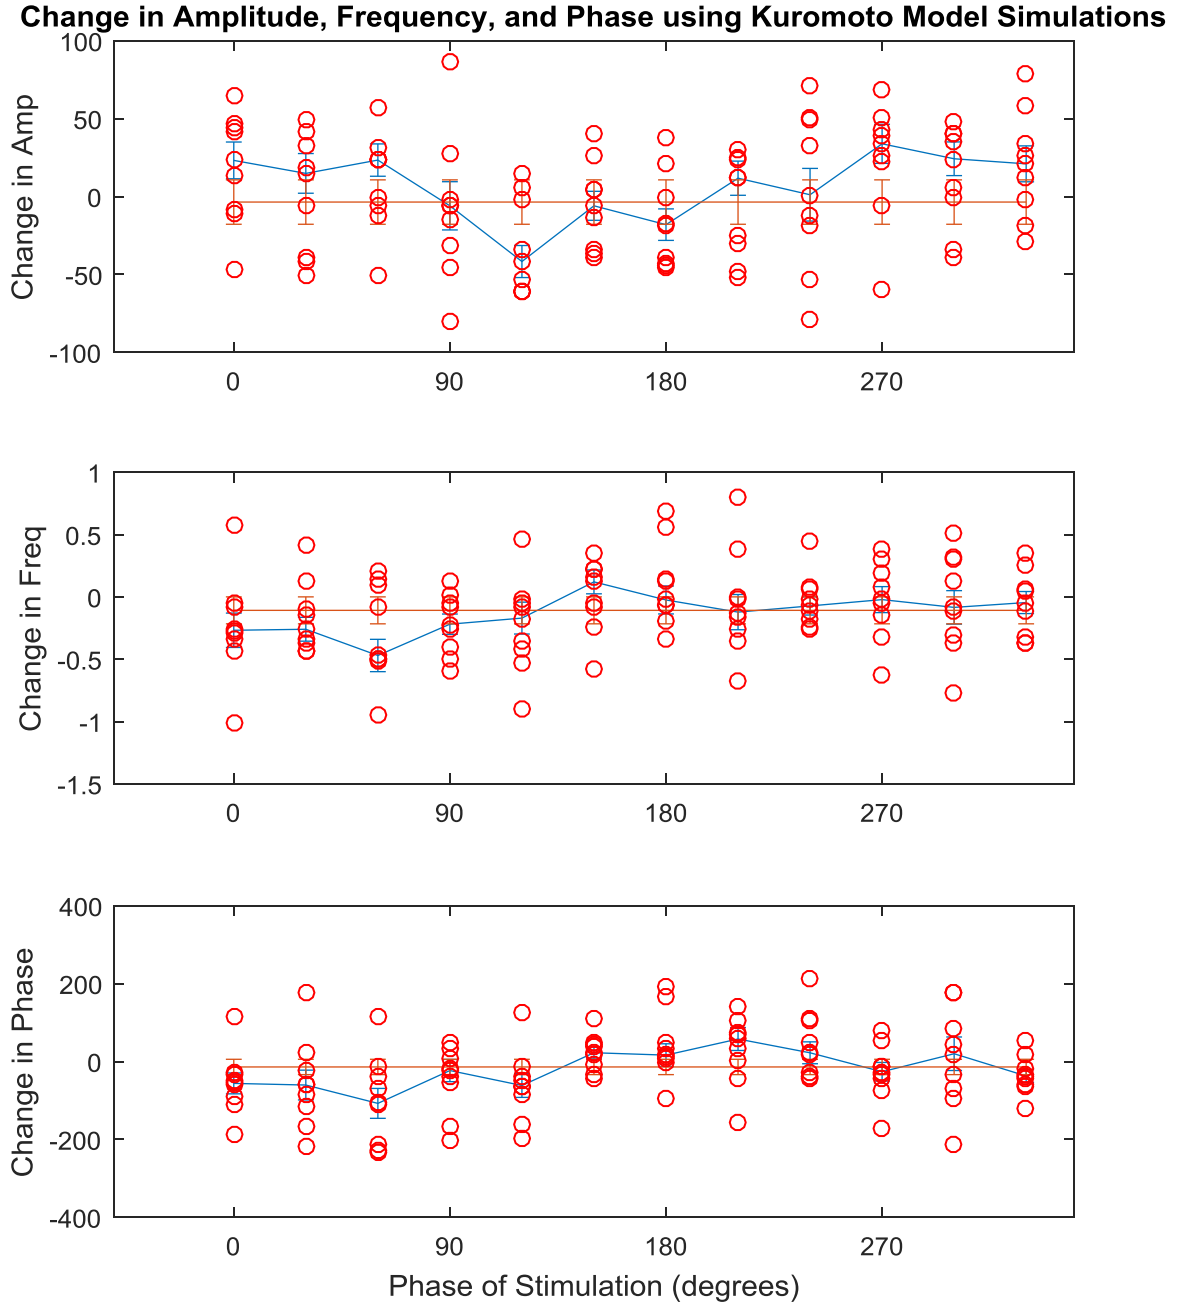 Change in Amplitude, Frequency, and Phase using Kuromoto Model Simulations
100
50
0
-50
-100
Change in Amp
0 90 180 270
1
0.5
0
-0.5
-1
-1.5
Change in Freq
0 90 180 270
400
200
0
-200
-400
Change in Phase
0 90 180 270
Phase of Stimulation (degrees)